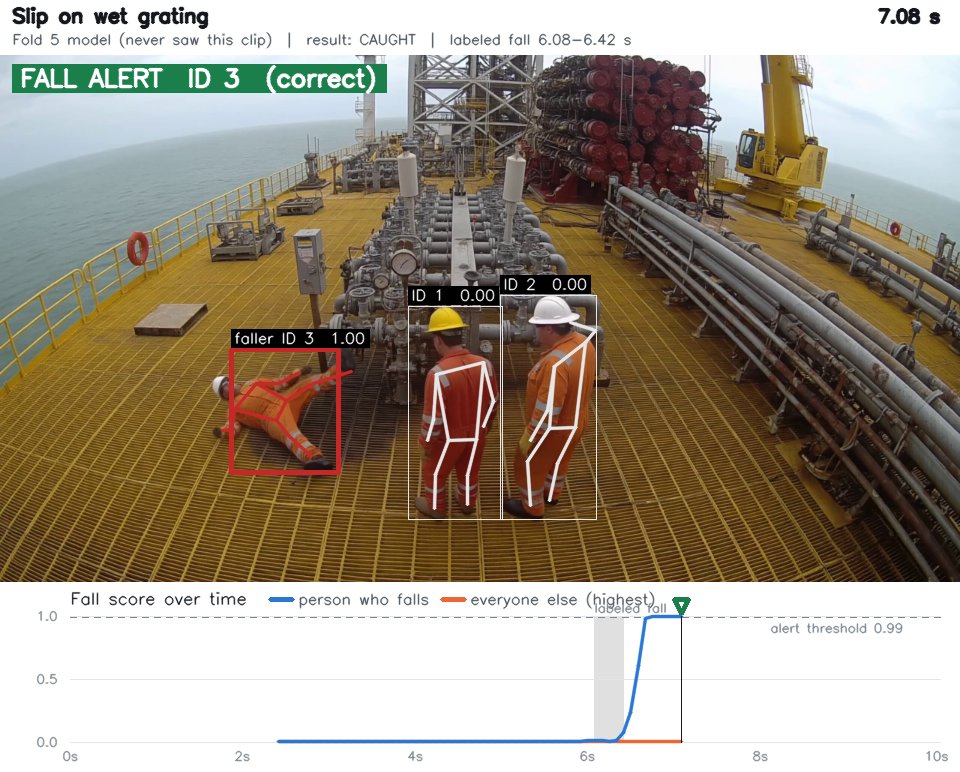 Slip on wet grating
7.08 s
Fold 5 model (never saw this clip) | result: CAUGHT | labeled fall 6.08–6.42 s
FALL ALERT ID 3 (correct)
ID 1 0.00
ID 2 0.00
faller ID 3 1.00
Fall score over time
person who falls
everyone else (highest)
labeled fall
alert threshold 0.99
1.0
0.5
0.0
0s
2s
4s
6s
8s
10s